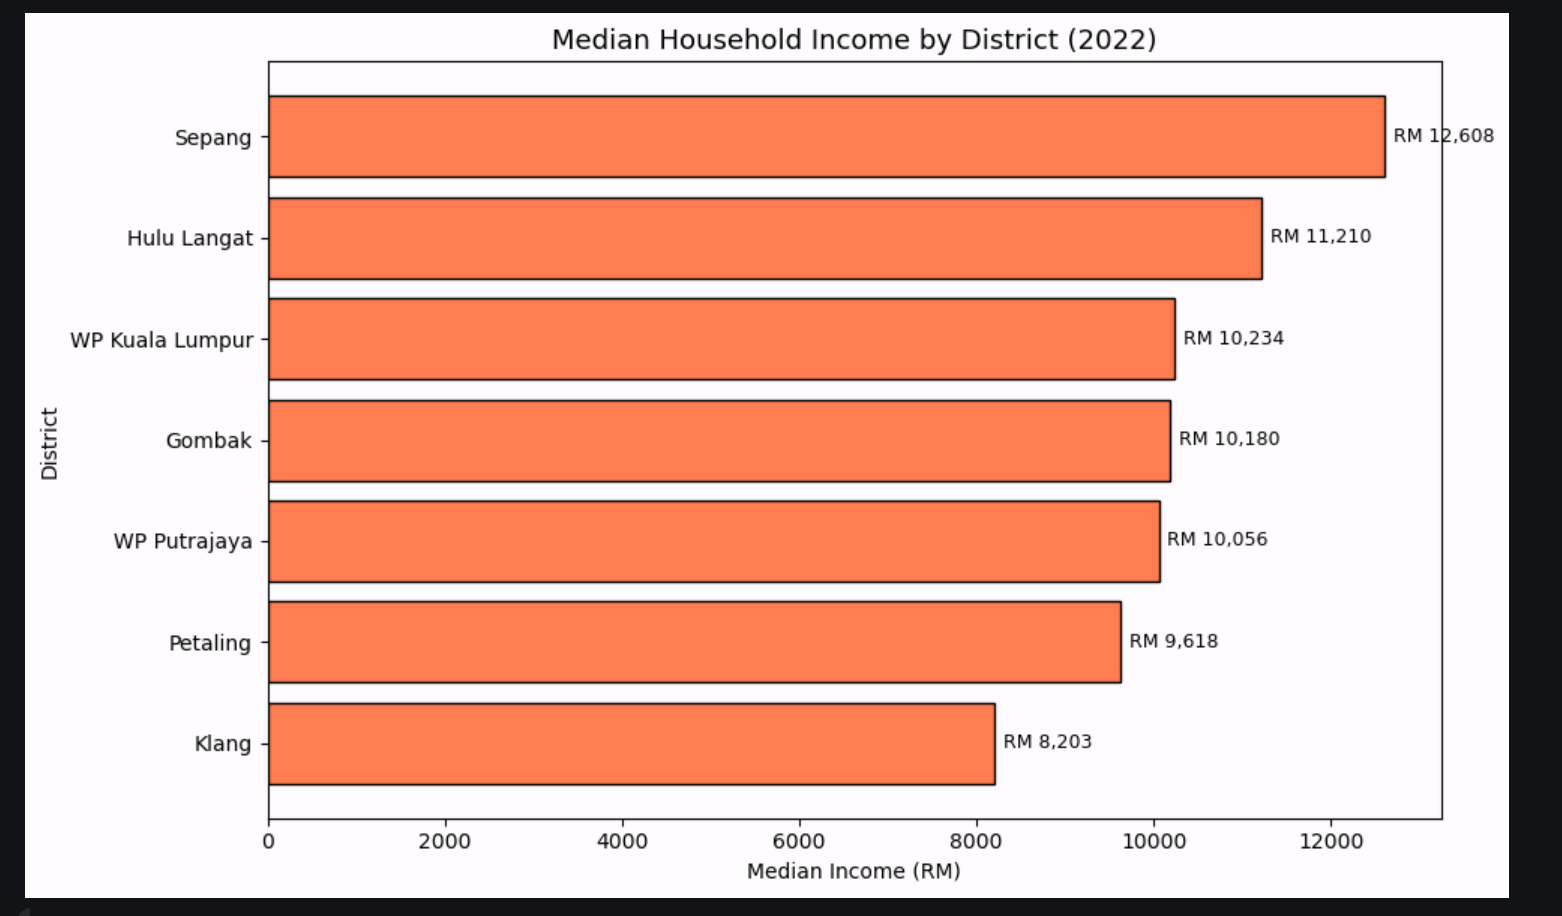 Median Household Income by District (2022)
Sepang
RM 12,608
Hulu Langat
RM 11,210
WP Kuala Lumpur
RM 10,234
Gombak
RM 10,180
WP Putrajaya
RM 10,056
Petaling
RM 9,618
Klang
RM 8,203
District
0 2000 4000 6000 8000 10000 12000
Median Income (RM)